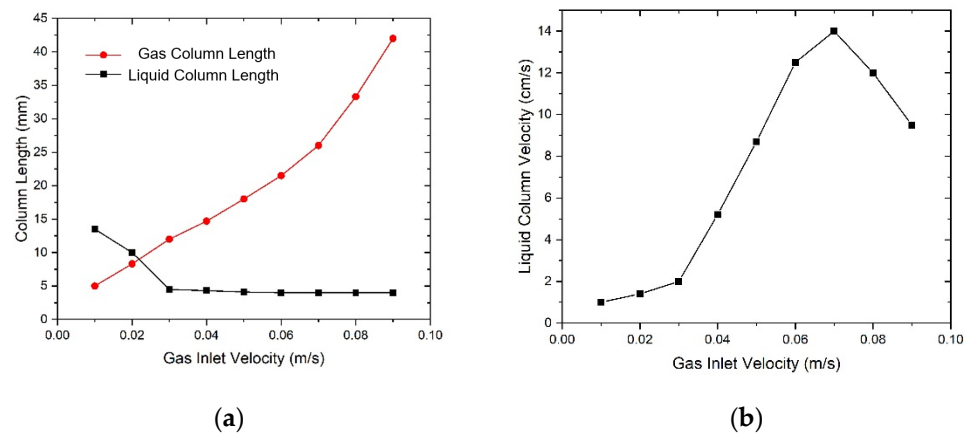 45
40
35
30
25
20
15
10
5
0
Column Length (mm)
Gas Column Length
Liquid Column Length
0.00 0.02 0.04 0.06 0.08 0.10
Gas Inlet Velocity (m/s)
(a)
14
12
10
8
6
4
2
0
Liquid Column Velocity (cm/s)
0.00 0.02 0.04 0.06 0.08 0.10
Gas Inlet Velocity (m/s)
(b)